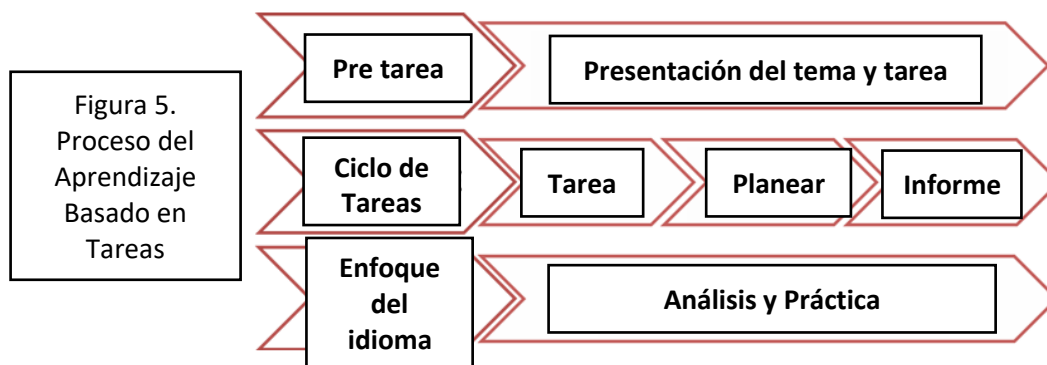 Figura 5.
Proceso del
Aprendizaje
Basado en
Tareas
Pre tarea
Presentación del tema y tarea
Ciclo de
Tareas
Tarea
Planear
Informe
Enfoque
del
idioma
Análisis y Práctica